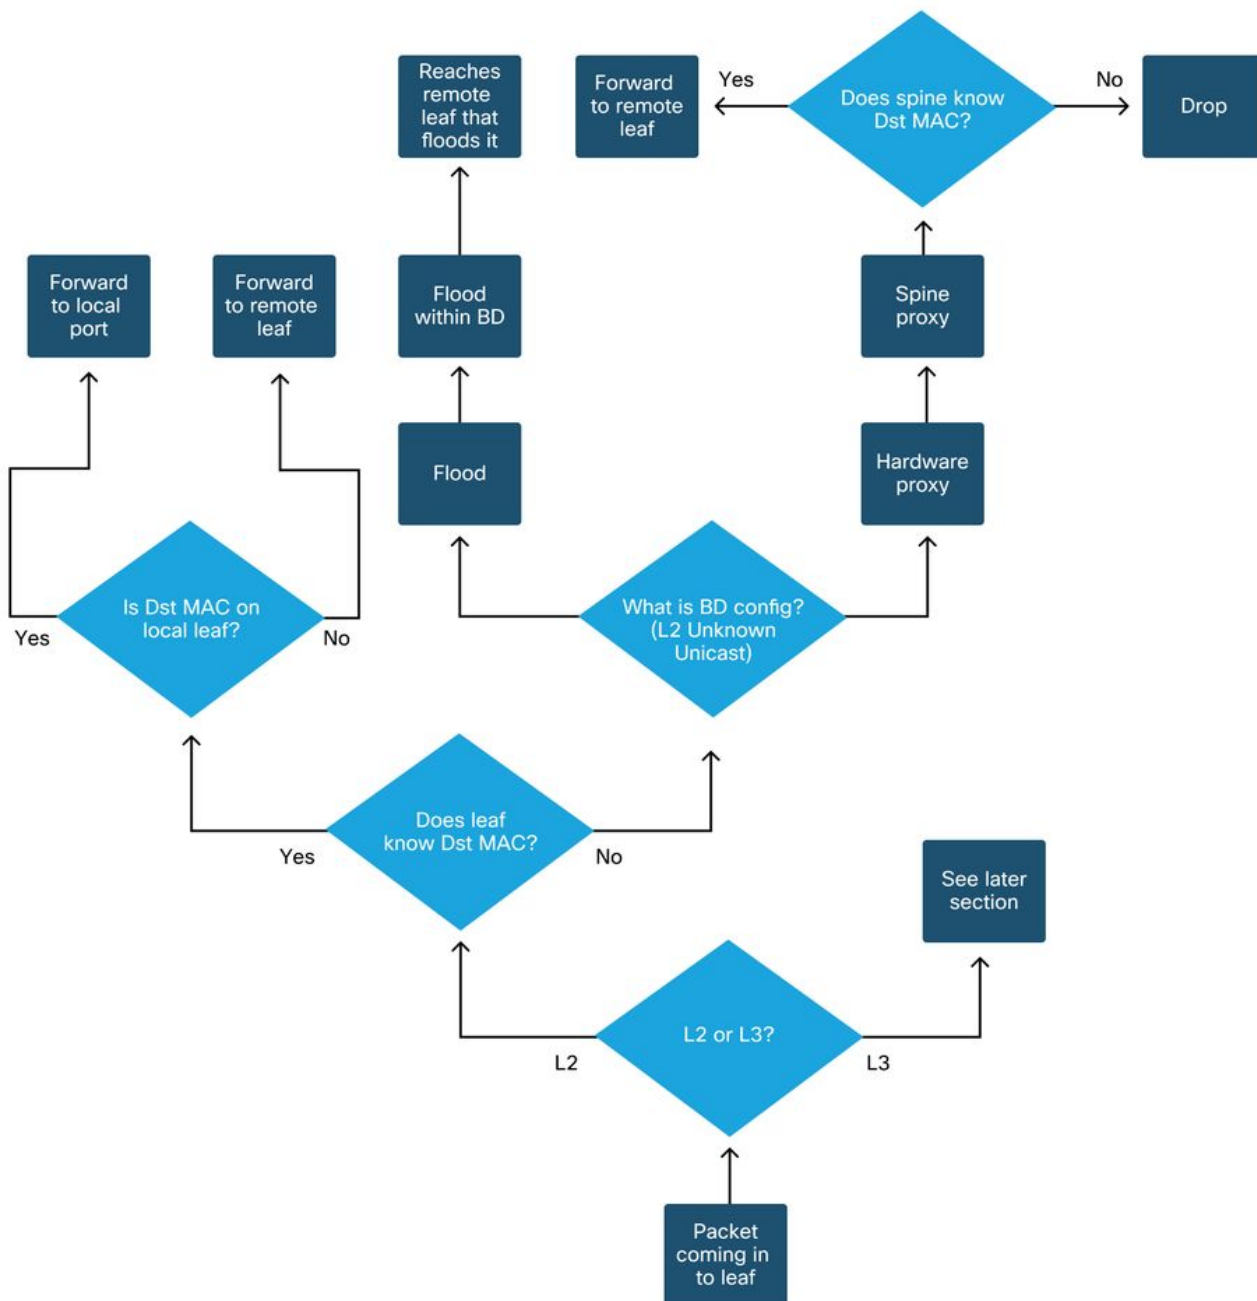 Reaches
remote
leaf that
floods it
Forward
to remote
leaf
Yes
Does spine know
Dst MAC?
No
Drop
Forward
to local
port
Forward
to remote
leaf
Flood
within BD
Spine
proxy
Flood
Hardware
proxy
Is Dst MAC on
local leaf?
Yes
No
What is BD config?
(L2 Unknown
Unicast)
Does leaf
know Dst MAC?
Yes
No
See later
section
L2 or L3?
L2
L3
Packet
coming in
to leaf